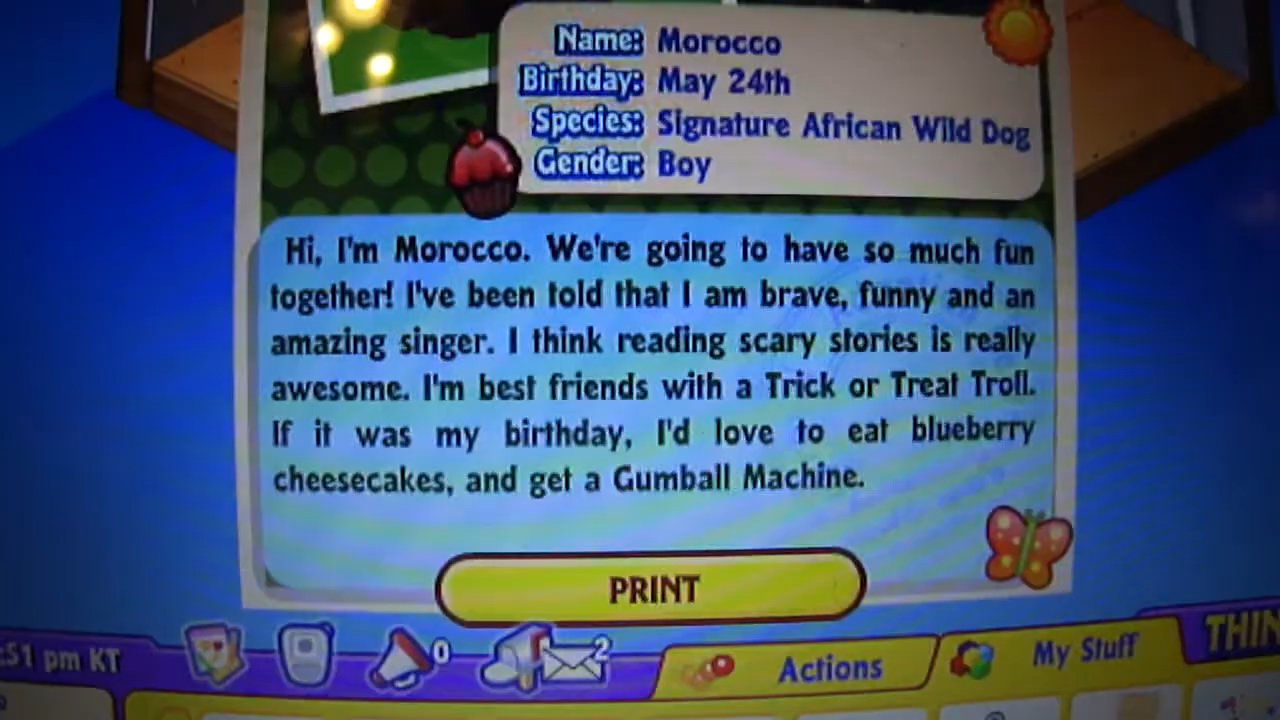 Name: Morocco
Birthday: May 24th
Species: Signature African Wild Dog
Gender: Boy
Hi, I'm Morocco. We're going to have so much fun
together! I've been told that I am brave, funny and an
amazing singer. I think reading scary stories is really
awesome. I'm best friends with a Trick or Treat Troll.
If it was my birthday, I'd love to eat blueberry
cheesecakes, and get a Gumball Machine.
PRINT
:51 pm KT
0
2
Actions
My Stuff
THIN